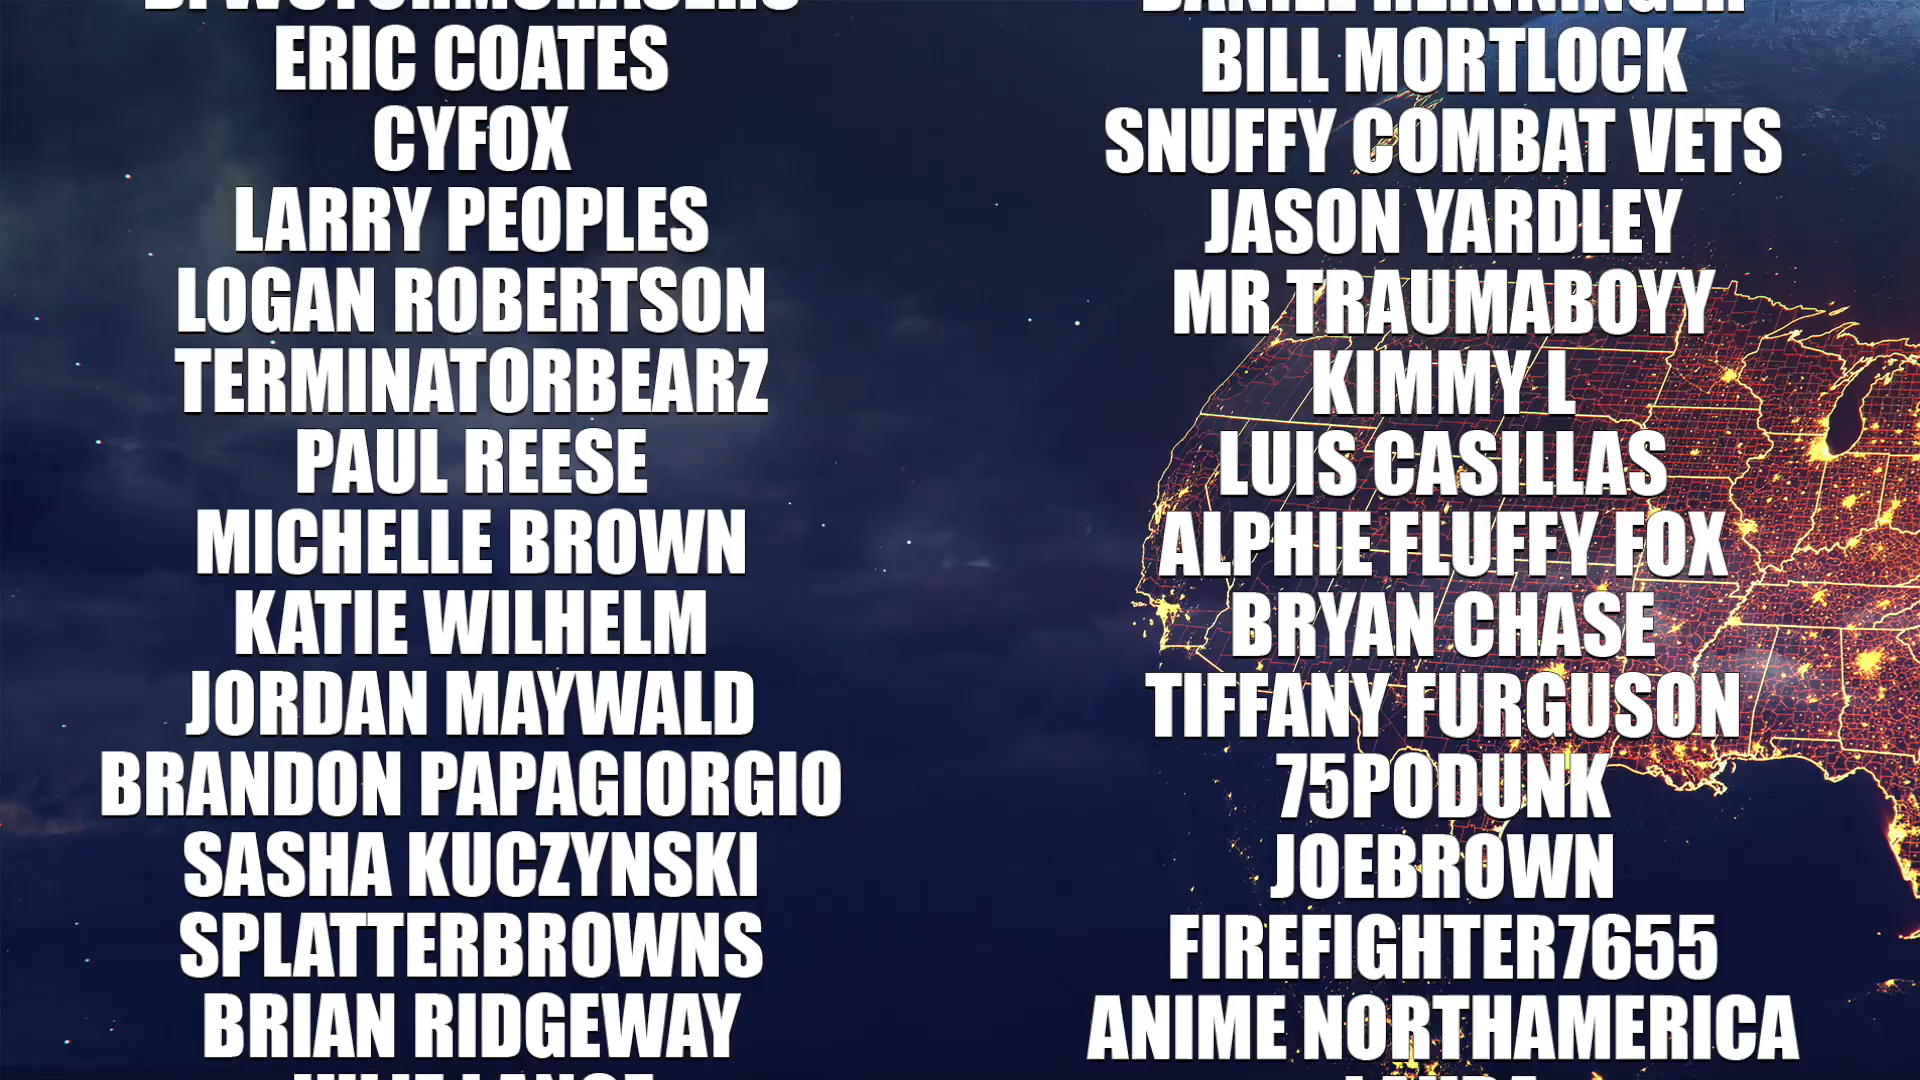 ERIC COATES
CYFOX
LARRY PEOPLES
LOGAN ROBERTSON
TERMINATORBEARZ
PAUL REESE
MICHELLE BROWN
KATIE WILHELM
JORDAN MAYWALD
BRANDON PAPAGIORGIO
SASHA KUCZYNSKI
SPLATTERBROWNS
BRIAN RIDGEWAY
DANIEL HEINNINGER
BILL MORTLOCK
SNUFFY COMBAT VETS
JASON YARDLEY
MR TRAUMABOYY
KIMMY L
LUIS CASILLAS
ALPHIE FLUFFY FOX
BRYAN CHASE
TIFFANY FURGUSON
75PODUNK
JOEBROWN
FIREFIGHTER7655
ANIME NORTHAMERICA